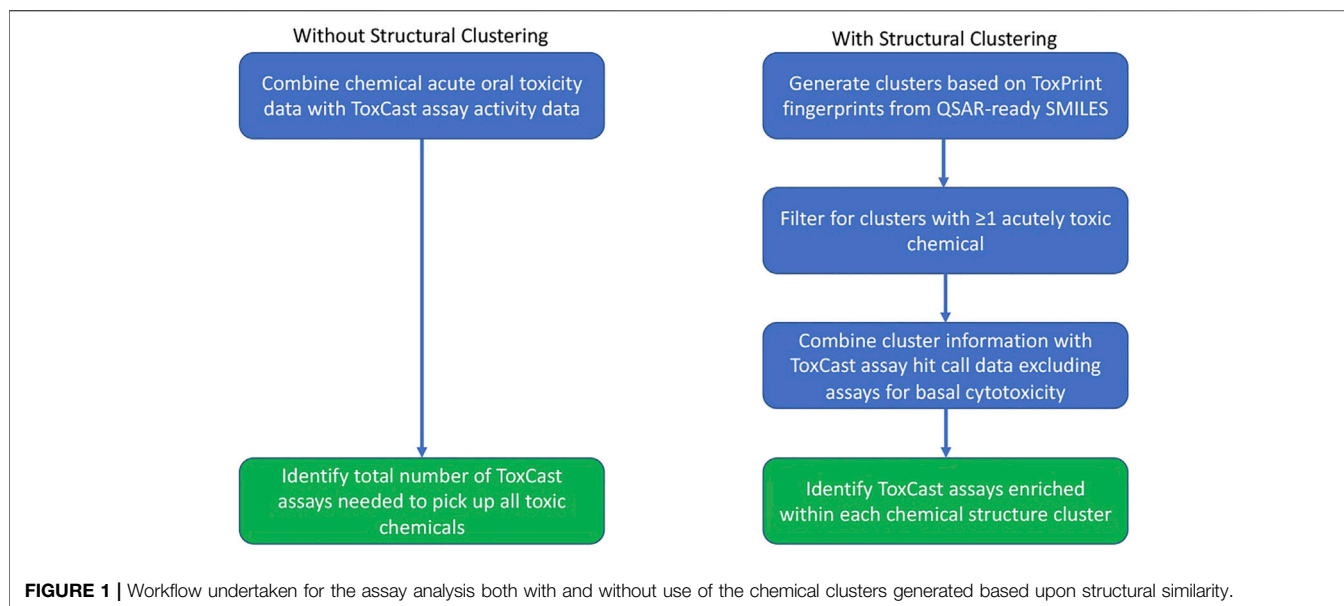 Without Structural Clustering
Combine chemical acute oral toxicity
data with ToxCast assay activity data
Identify total number of ToxCast
assays needed to pick up all toxic
chemicals
With Structural Clustering
Generate clusters based on ToxPrint
fingerprints from QSAR-ready SMILES
Filter for clusters with ≥1 acutely toxic
chemical
Combine cluster information with
ToxCast assay hit call data excluding
assays for basal cytotoxicity
Identify ToxCast assays enriched
within each chemical structure cluster
FIGURE 1 | Workflow undertaken for the assay analysis both with and without use of the chemical clusters generated based upon structural similarity.